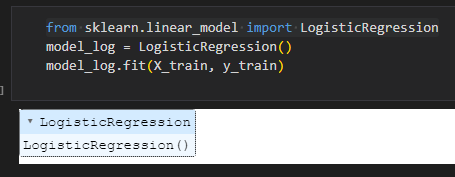 from sklearn.linear_model import LogisticRegression
model_log = LogisticRegression()
model_log.fit(X_train, y_train)
]
▾ LogisticRegression
LogisticRegression()